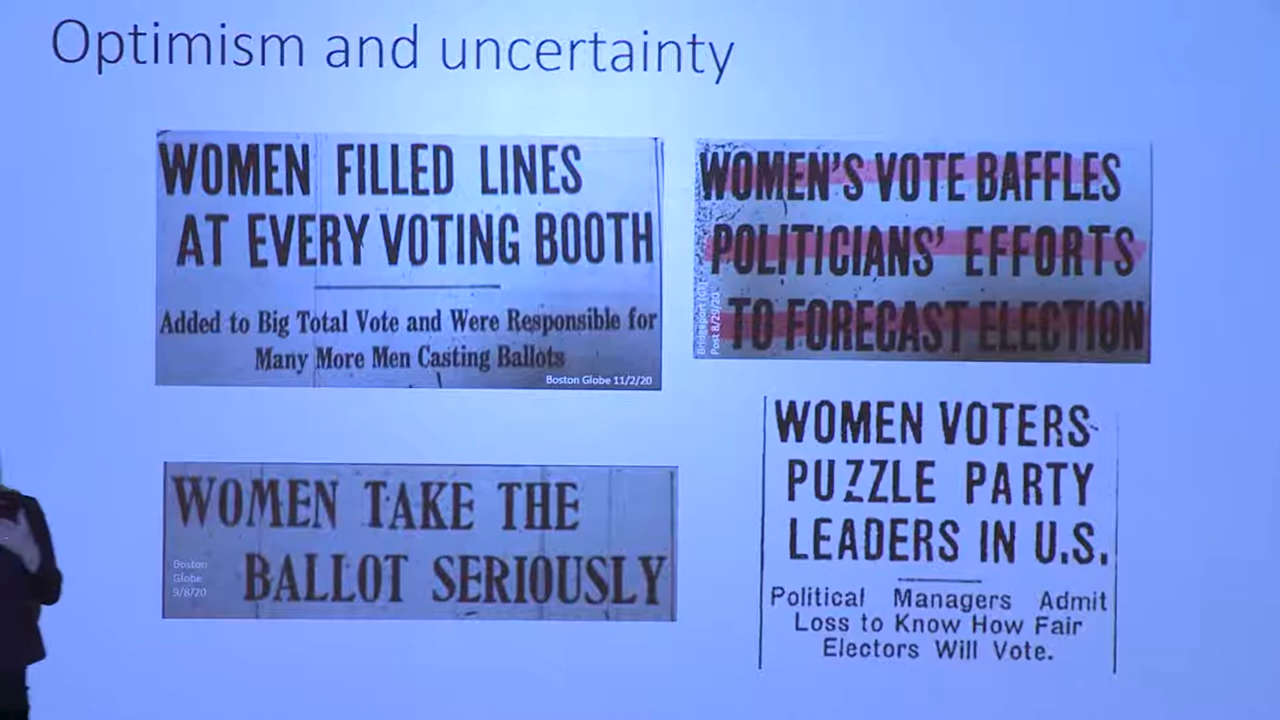 Optimism and uncertainty
WOMEN FILLED LINES
AT EVERY VOTING BOOTH
Added to Big Total Vote and Were Responsible for
Many More Men Casting Ballots
Boston Globe 11/2/20
WOMEN'S VOTE BAFFLES
POLITICIANS' EFFORTS
TO FORECAST ELECTION
Bridgeport (CT)
Post 8/29/20
WOMEN TAKE THE
BALLOT SERIOUSLY
Boston
Globe
9/8/20
WOMEN VOTERS
PUZZLE PARTY
LEADERS IN U.S.
Political Managers Admit
Loss to Know How Fair
Electors Will Vote.